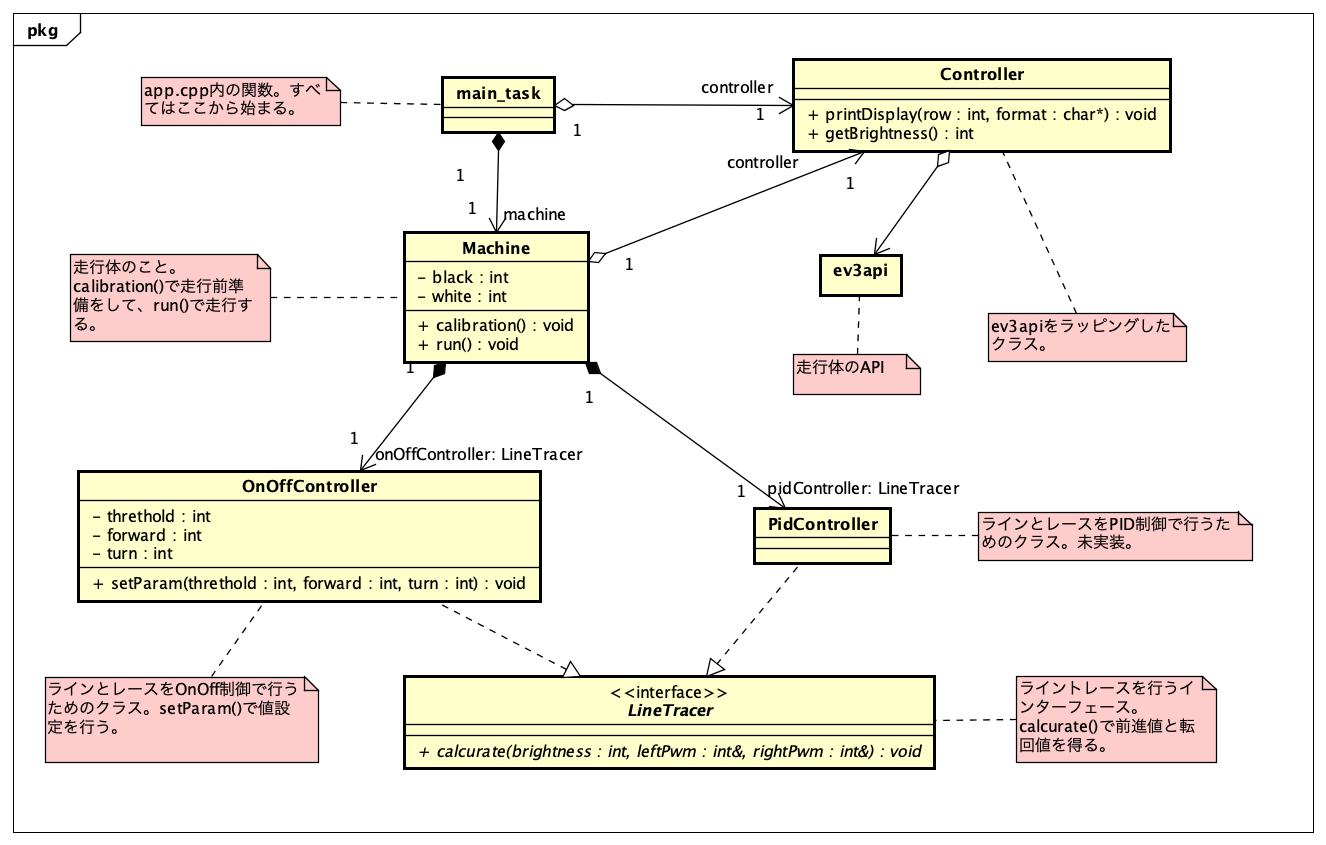 pkg
app.cpp内の関数。すべ
てはここから始まる。
main_task
controller
1
1
Controller
+ printDisplay(row : int, format : char*) : void
+ getBrightness() : int
controller
1
1
1
1
machine
Machine
- black : int
- white : int
+ calibration() : void
+ run() : void
走行体のこと。
calibration()で走行前準
備をして、run()で走行す
る。
ev3api
走行体のAPI
ev3apiをラッピングした
クラス。
1
1
1
onOffController: LineTracer
1
pidController: LineTracer
OnOffController
- threthold : int
- forward : int
- turn : int
+ setParam(threthold : int, forward : int, turn : int) : void
PidController
ラインとレースをPID制御で行うた
めのクラス。未実装。
ラインとレースをOnOff制御で行う
ためのクラス。setParam()で値設
定を行う。
<<interface>>
LineTracer
+ calcurate(brightness : int, leftPwm : int&, rightPwm : int&) : void
ライントレースを行うイ
ンターフェース。
calcurate()で前進値と転
回値を得る。